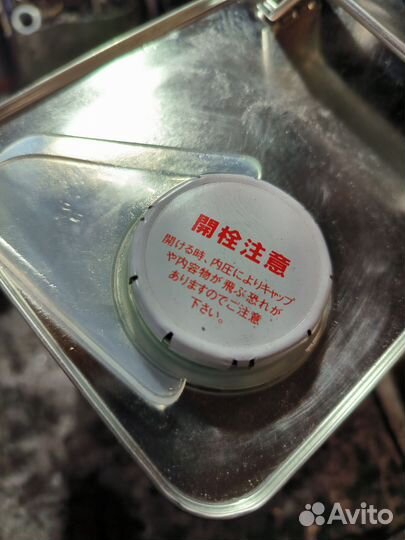 開栓注意
開ける時、内圧によりキャップ
や内容物が飛ぶ恐れが
ありますのでご注意
下さい。
Avito